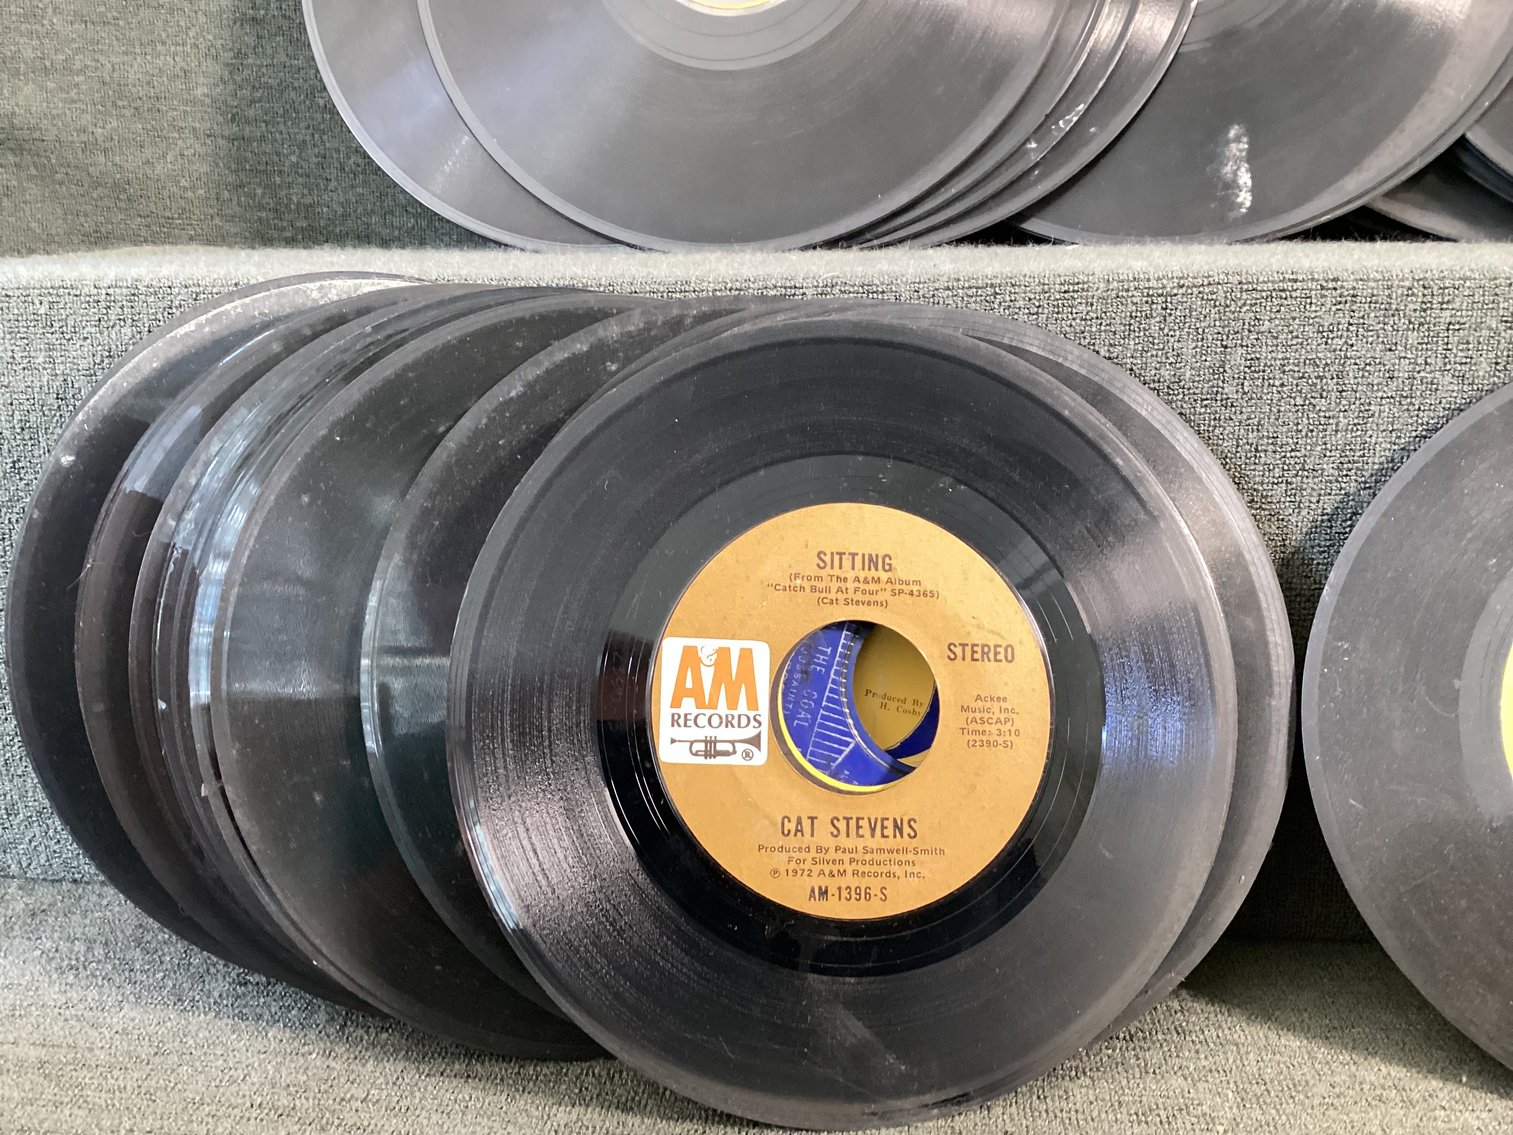 SITTING
(From The A&M Album
"Catch Bull At Four" SP-4365)
(Cat Stevens)
A&M
RECORDS
®
STEREO
Ackee
Music, Inc.
(ASCAP)
Time: 3:10
(2390-S)
THE
GOAL
Produced By
H. Cosby
CAT STEVENS
Produced By Paul Samwell-Smith
For Silven Productions
℗ 1972 A&M Records, Inc.
AM-1396-S